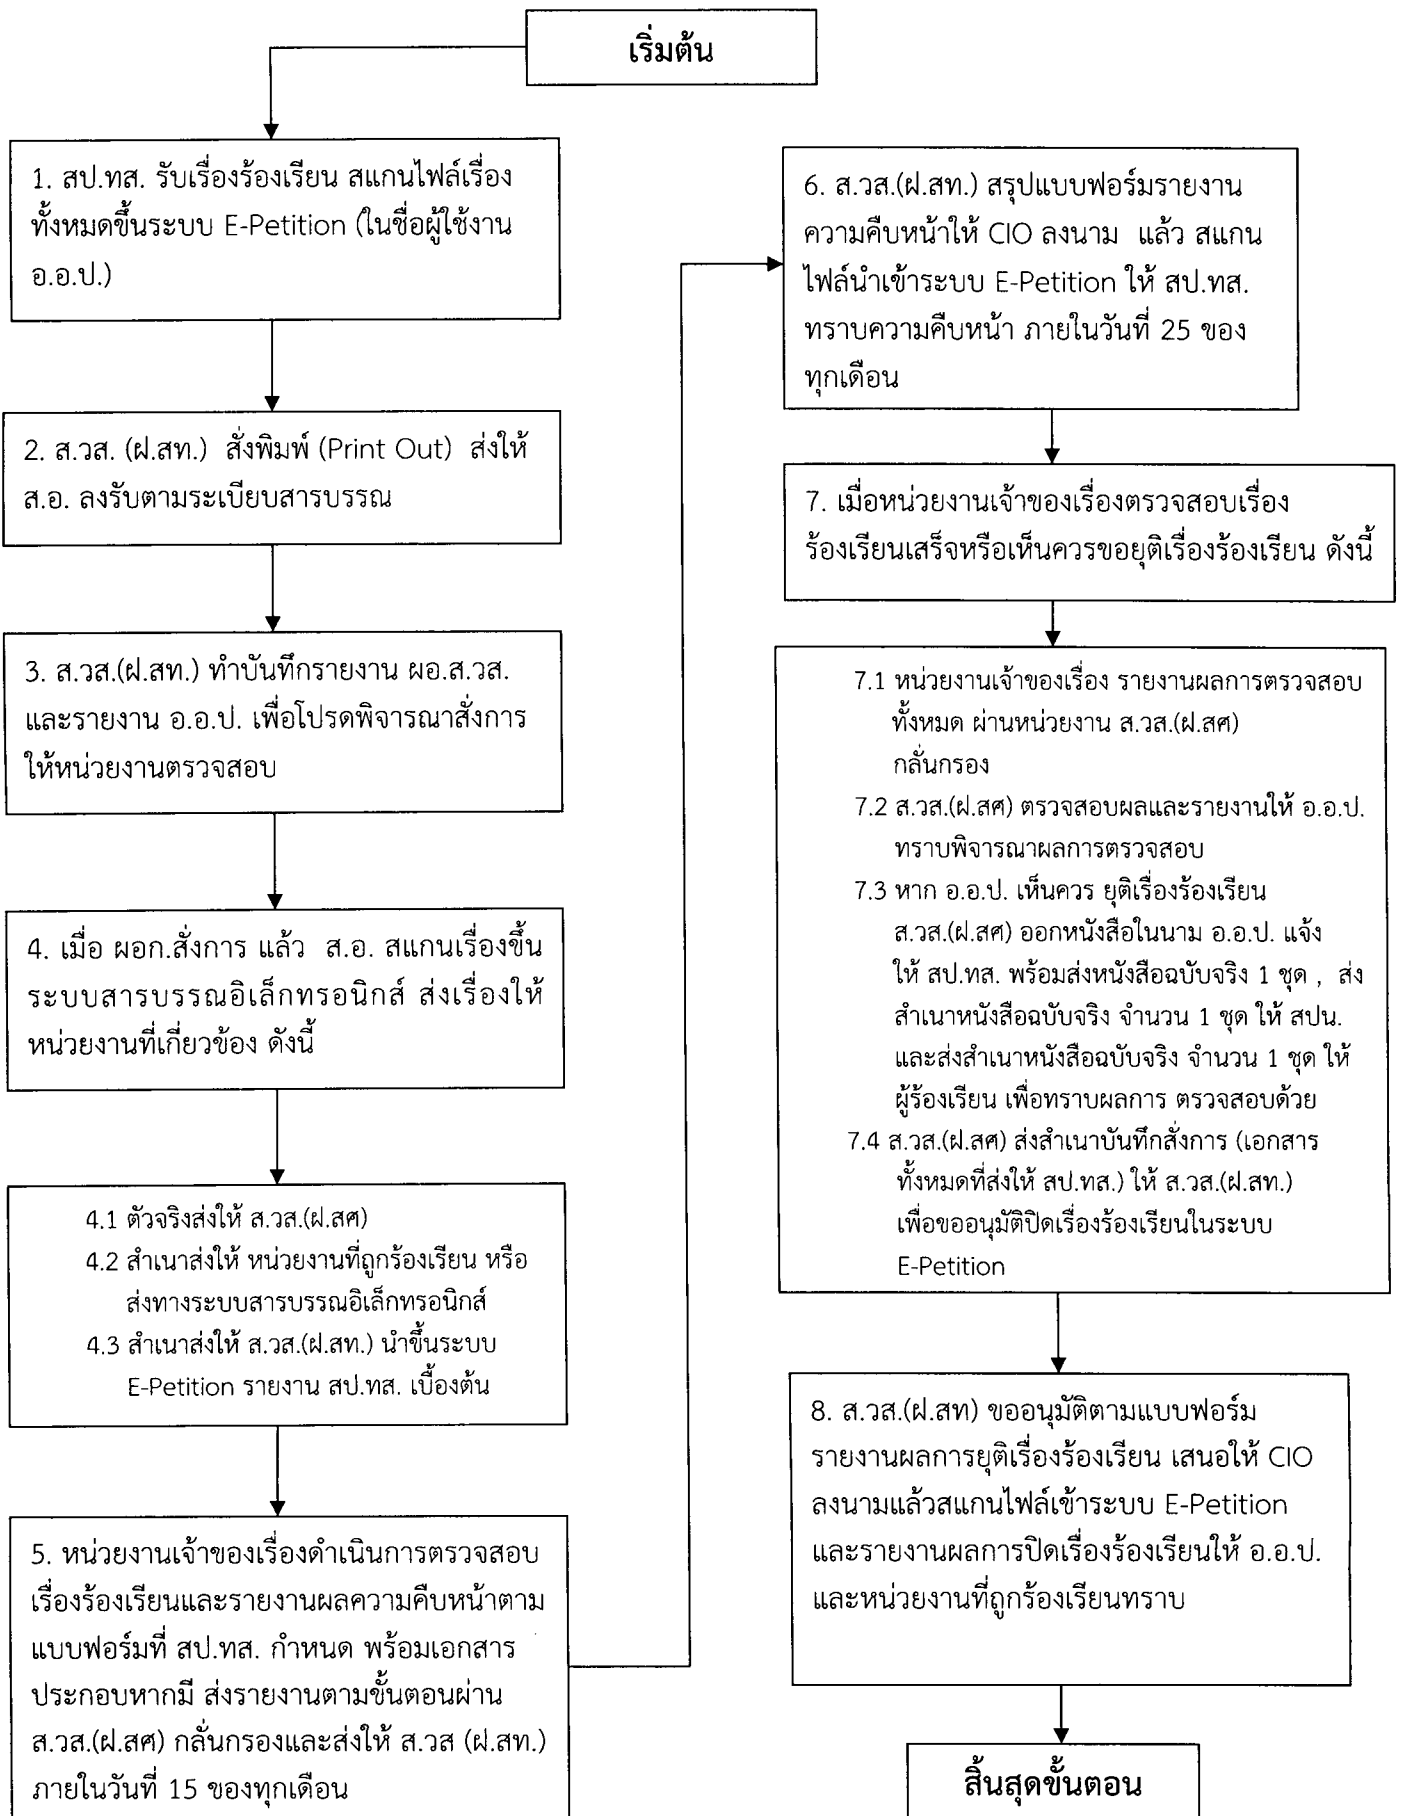 เริ่มต้น
1. สป.ทส. รับเรื่องร้องเรียน สแกนไฟล์เรื่อง
ทั้งหมดขึ้นระบบ E-Petition (ในชื่อผู้ใช้งาน
อ.อ.ป.)
2. ส.วส. (ฝ.สท.) สั่งพิมพ์ (Print Out) ส่งให้
ส.อ. ลงรับตามระเบียบสารบรรณ
3. ส.วส.(ฝ.สท.) ทำบันทึกรายงาน ผอ.ส.วส.
และรายงาน อ.อ.ป. เพื่อโปรดพิจารณาสั่งการ
ให้หน่วยงานตรวจสอบ
4. เมื่อ ผอก.สั่งการ แล้ว ส.อ. สแกนเรื่องขึ้น
ระบบสารบรรณอิเล็กทรอนิกส์ ส่งเรื่องให้
หน่วยงานที่เกี่ยวข้อง ดังนี้
4.1 ตัวจริงส่งให้ ส.วส.(ฝ.สศ)
4.2 สำเนาส่งให้ หน่วยงานที่ถูกร้องเรียน หรือ
ส่งทางระบบสารบรรณอิเล็กทรอนิกส์
4.3 สำเนาส่งให้ ส.วส.(ฝ.สท.) นำขึ้นระบบ
E-Petition รายงาน สป.ทส. เบื้องต้น
5. หน่วยงานเจ้าของเรื่องดำเนินการตรวจสอบ
เรื่องร้องเรียนและรายงานผลความคืบหน้าตาม
แบบฟอร์มที่ สป.ทส. กำหนด พร้อมเอกสาร
ประกอบหากมี ส่งรายงานตามขั้นตอนผ่าน
ส.วส.(ฝ.สศ) กลั่นกรองและส่งให้ ส.วส (ฝ.สท.)
ภายในวันที่ 15 ของทุกเดือน
6. ส.วส.(ฝ.สท.) สรุปแบบฟอร์มรายงาน
ความคืบหน้าให้ CIO ลงนาม แล้ว สแกน
ไฟล์นำเข้าระบบ E-Petition ให้ สป.ทส.
ทราบความคืบหน้า ภายในวันที่ 25 ของ
ทุกเดือน
7. เมื่อหน่วยงานเจ้าของเรื่องตรวจสอบเรื่อง
ร้องเรียนเสร็จหรือเห็นควรขอยุติเรื่องร้องเรียน ดังนี้
7.1 หน่วยงานเจ้าของเรื่อง รายงานผลการตรวจสอบ
ทั้งหมด ผ่านหน่วยงาน ส.วส.(ฝ.สศ)
กลั่นกรอง
7.2 ส.วส.(ฝ.สศ) ตรวจสอบผลและรายงานให้ อ.อ.ป.
ทราบพิจารณาผลการตรวจสอบ
7.3 หาก อ.อ.ป. เห็นควร ยุติเรื่องร้องเรียน
ส.วส.(ฝ.สศ) ออกหนังสือในนาม อ.อ.ป. แจ้ง
ให้ สป.ทส. พร้อมส่งหนังสือฉบับจริง 1 ชุด , ส่ง
สำเนาหนังสือฉบับจริง จำนวน 1 ชุด ให้ สปน.
และส่งสำเนาหนังสือฉบับจริง จำนวน 1 ชุด ให้
ผู้ร้องเรียน เพื่อทราบผลการ ตรวจสอบด้วย
7.4 ส.วส.(ฝ.สศ) ส่งสำเนาบันทึกสั่งการ (เอกสาร
ทั้งหมดที่ส่งให้ สป.ทส.) ให้ ส.วส.(ฝ.สท.)
เพื่อขออนุมัติปิดเรื่องร้องเรียนในระบบ
E-Petition
8. ส.วส.(ฝ.สท) ขออนุมัติตามแบบฟอร์ม
รายงานผลการยุติเรื่องร้องเรียน เสนอให้ CIO
ลงนามแล้วสแกนไฟล์เข้าระบบ E-Petition
และรายงานผลการปิดเรื่องร้องเรียนให้ อ.อ.ป.
และหน่วยงานที่ถูกร้องเรียนทราบ
สิ้นสุดขั้นตอน